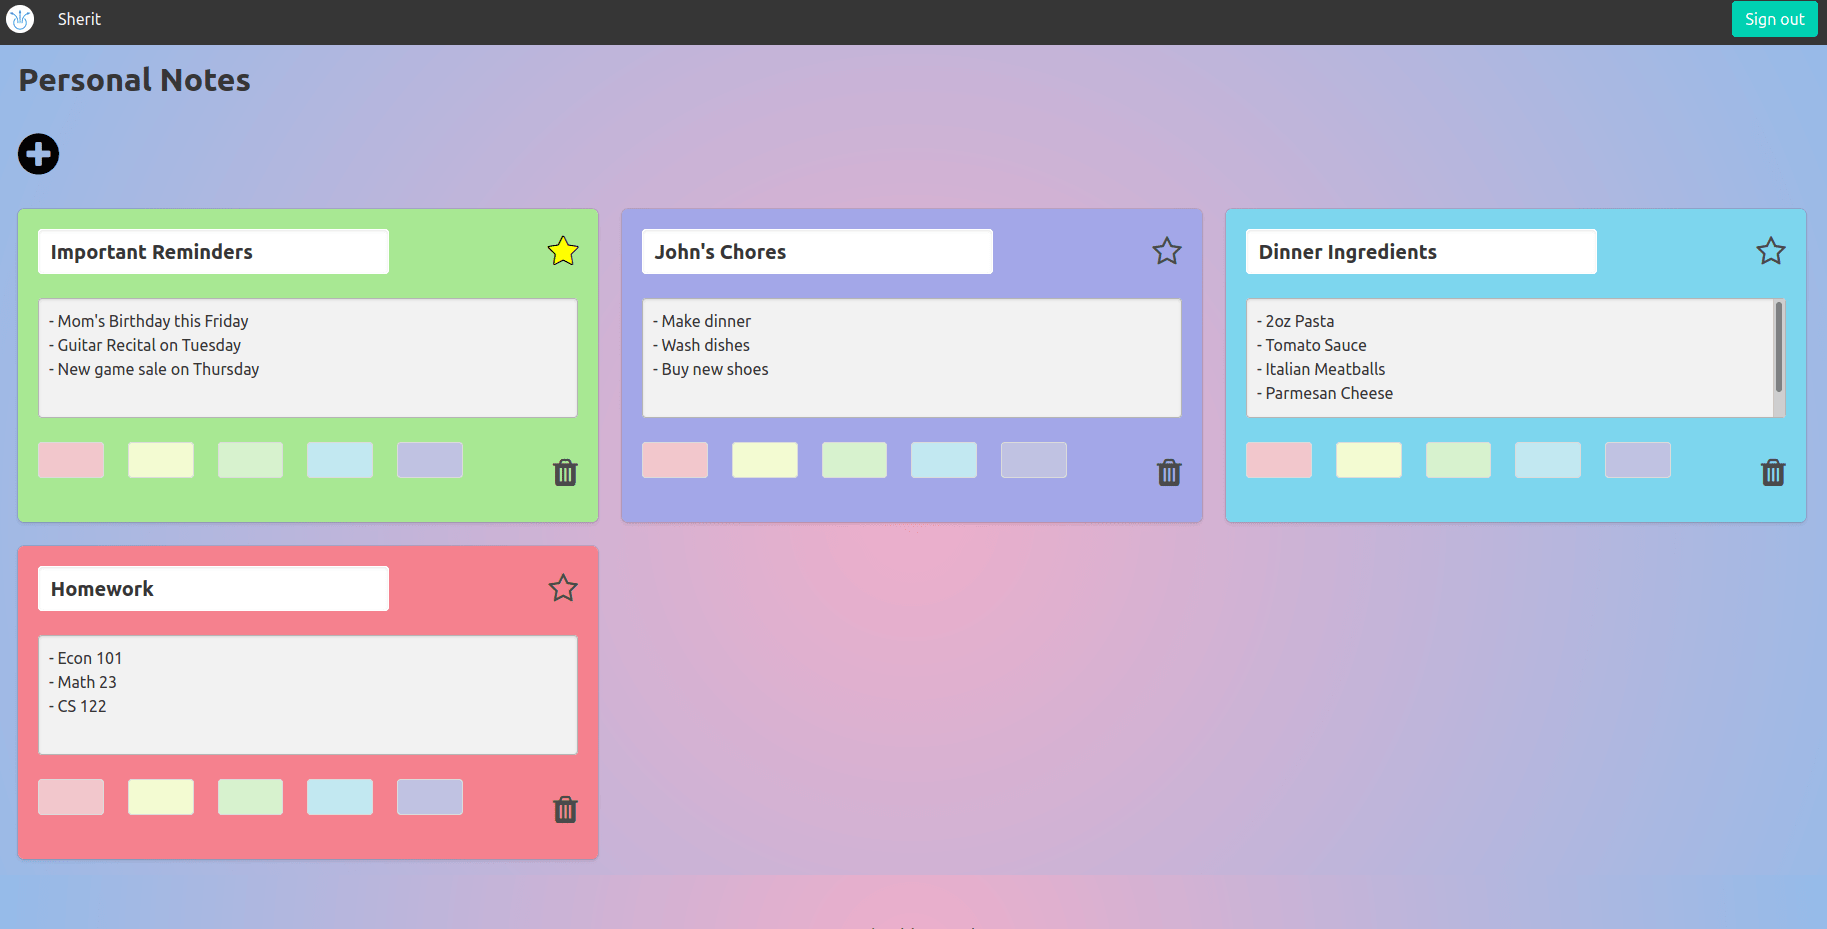 Sherit
Sign out
Personal Notes
Important Reminders
- Mom's Birthday this Friday
- Guitar Recital on Tuesday
- New game sale on Thursday
John's Chores
- Make dinner
- Wash dishes
- Buy new shoes
Dinner Ingredients
- 2oz Pasta
- Tomato Sauce
- Italian Meatballs
- Parmesan Cheese
Homework
- Econ 101
- Math 23
- CS 122